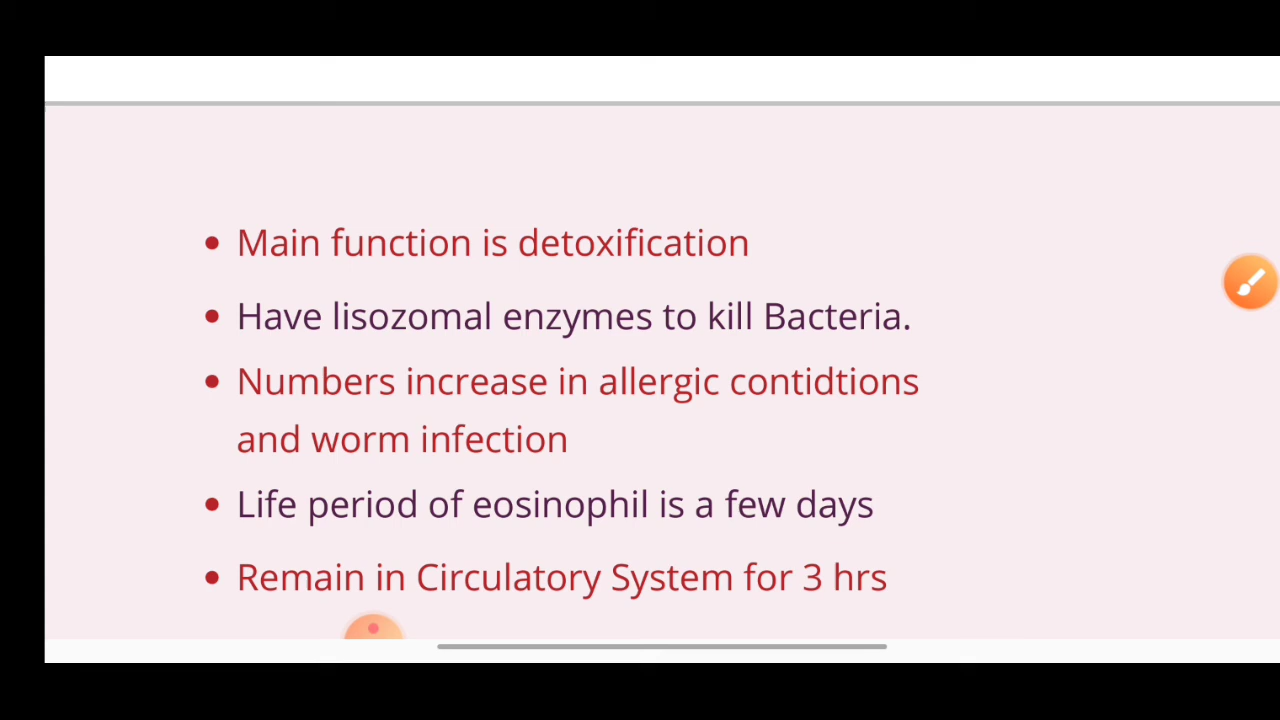 • Main function is detoxification
• Have lisozomal enzymes to kill Bacteria.
• Numbers increase in allergic contidtions
and worm infection
• Life period of eosinophil is a few days
• Remain in Circulatory System for 3 hrs